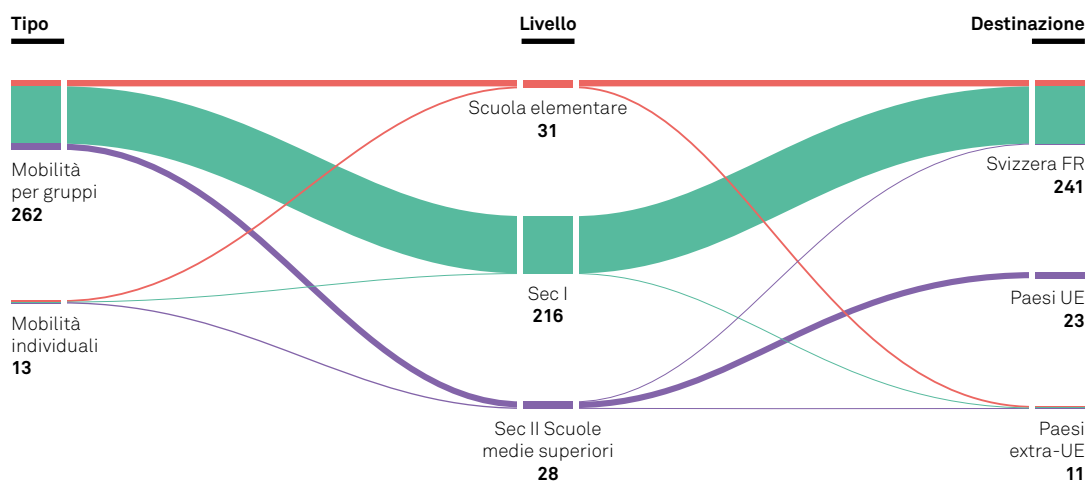 Tipo
Livello
Destinazione
Scuola elementare
31
Mobilità
per gruppi
262
Svizzera FR
241
Sec I
216
Paesi UE
23
Mobilità
individuali
13
Sec II Scuole
medie superiori
28
Paesi
extra-UE
11